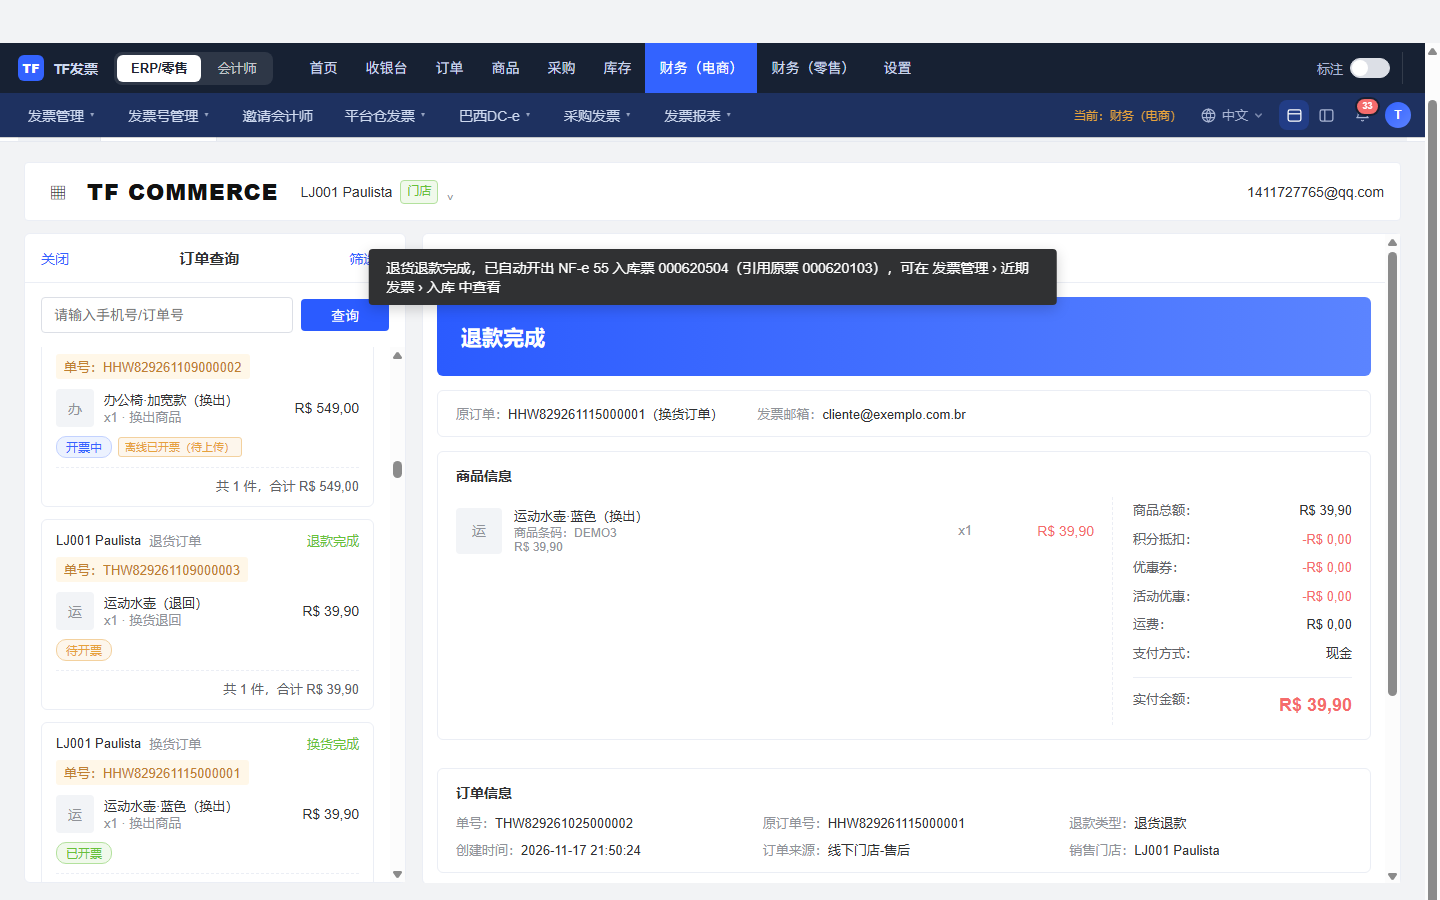 TF TF发票 ERP/零售 会计师 首页 收银台 订单 商品 采购 库存 财务（电商） 财务（零售） 设置 标注
发票管理 发票号管理 邀请会计师 平台仓发票 巴西DC-e 采购发票 发票报表 当前：财务（电商） 中文 33 T
TF COMMERCE LJ001 Paulista 门店 1411727765@qq.com
关闭 订单查询
退货退款完成，已自动开出 NF-e 55 入库票 000620504（引用原票 000620103），可在 发票管理 › 近期
发票 › 入库 中查看
请输入手机号/订单号 查询
单号：HHW829261109000002
办公椅·加宽款（换出） R$ 549,00
x1 · 换出商品
开票中 离线已开票（待上传）
共 1 件，合计 R$ 549,00
LJ001 Paulista 退货订单 退款完成
单号：THW829261109000003
运 运动水壶（退回） R$ 39,90
x1 · 换货退回
待开票
共 1 件，合计 R$ 39,90
LJ001 Paulista 换货订单 换货完成
单号：HHW829261115000001
运 运动水壶·蓝色（换出） R$ 39,90
x1 · 换出商品
已开票
退款完成
原订单：HHW829261115000001（换货订单） 发票邮箱：cliente@exemplo.com.br
商品信息
运 运动水壶·蓝色（换出） x1 R$ 39,90
商品条码：DEMO3
R$ 39,90
商品总额： R$ 39,90
积分抵扣： -R$ 0,00
优惠券： -R$ 0,00
活动优惠： -R$ 0,00
运费： R$ 0,00
支付方式： 现金
实付金额： R$ 39,90
订单信息
单号：THW829261025000002 原订单号：HHW829261115000001 退款类型：退货退款
创建时间：2026-11-17 21:50:24 订单来源：线下门店-售后 销售门店：LJ001 Paulista